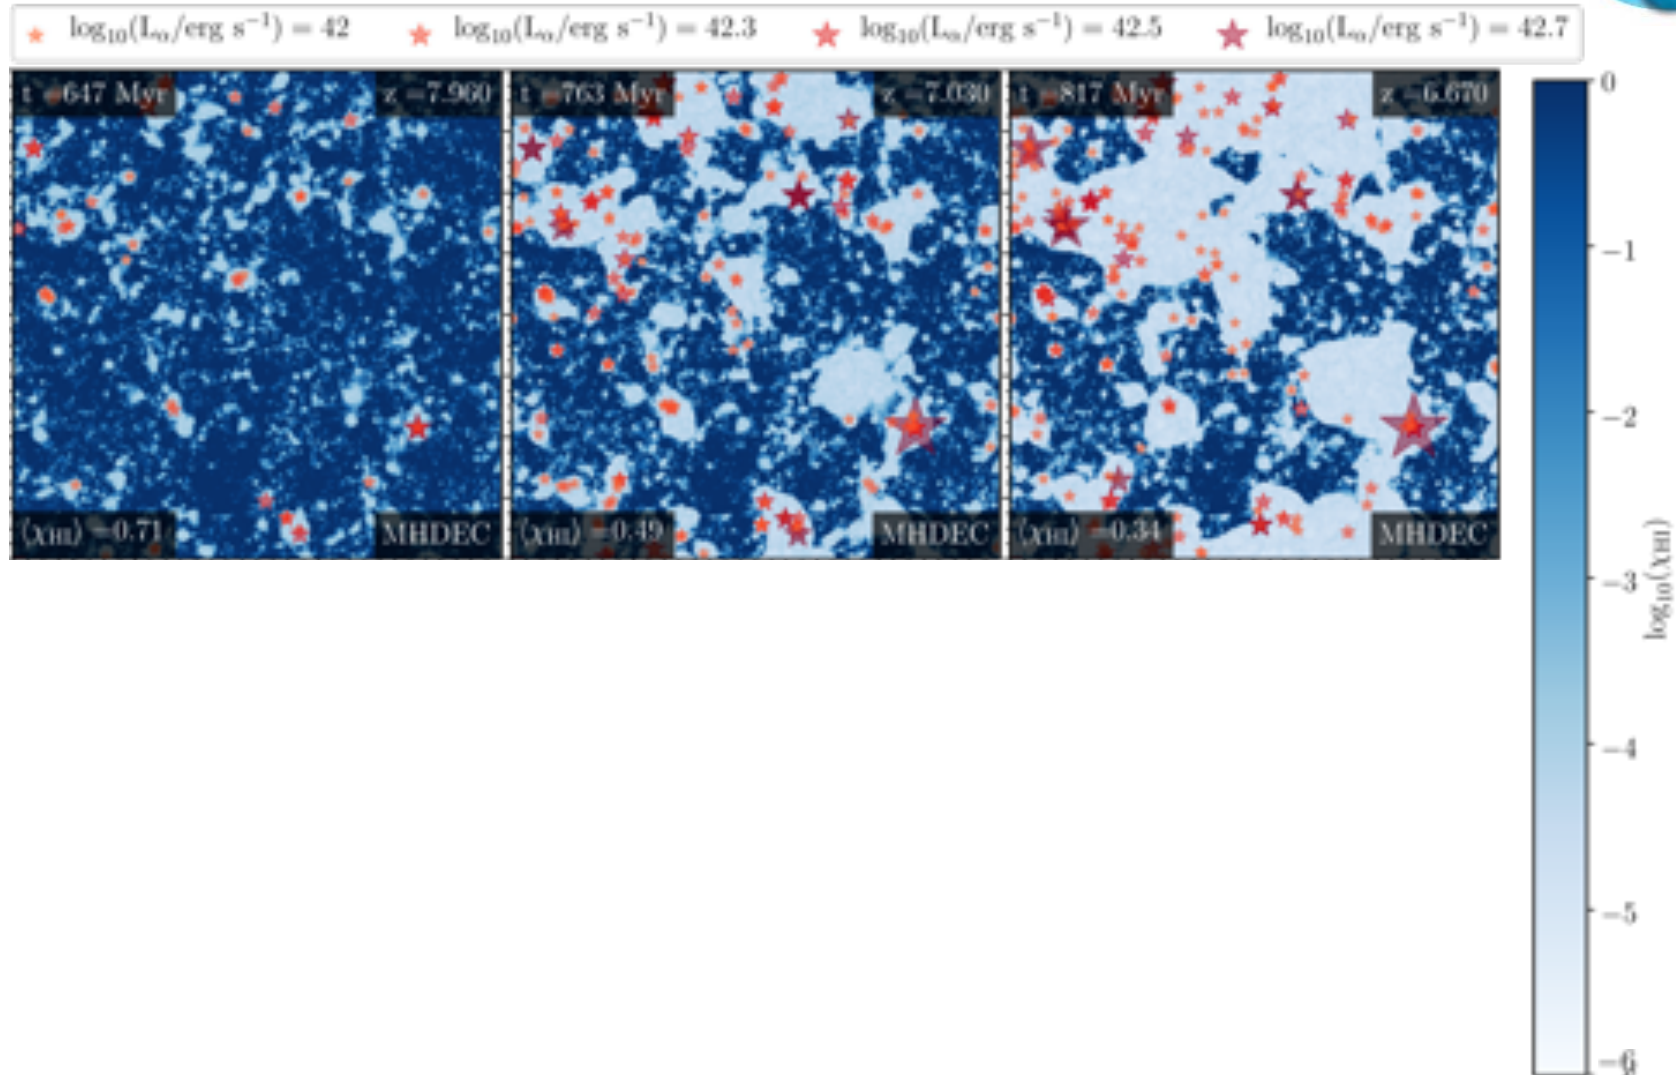 log₁₀(Lα/erg s⁻¹) = 42 log₁₀(Lα/erg s⁻¹) = 42.3 log₁₀(Lα/erg s⁻¹) = 42.5 log₁₀(Lα/erg s⁻¹) = 42.7
t =647 Myr z =7.960 t =763 Myr z =7.030 t =817 Myr z =6.670
⟨χHI⟩ =0.71 MHDEC ⟨χHI⟩ =0.49 MHDEC ⟨χHI⟩ =0.34 MHDEC
0
−1
−2
−3
−4
−5
−6
log₁₀(χHI)